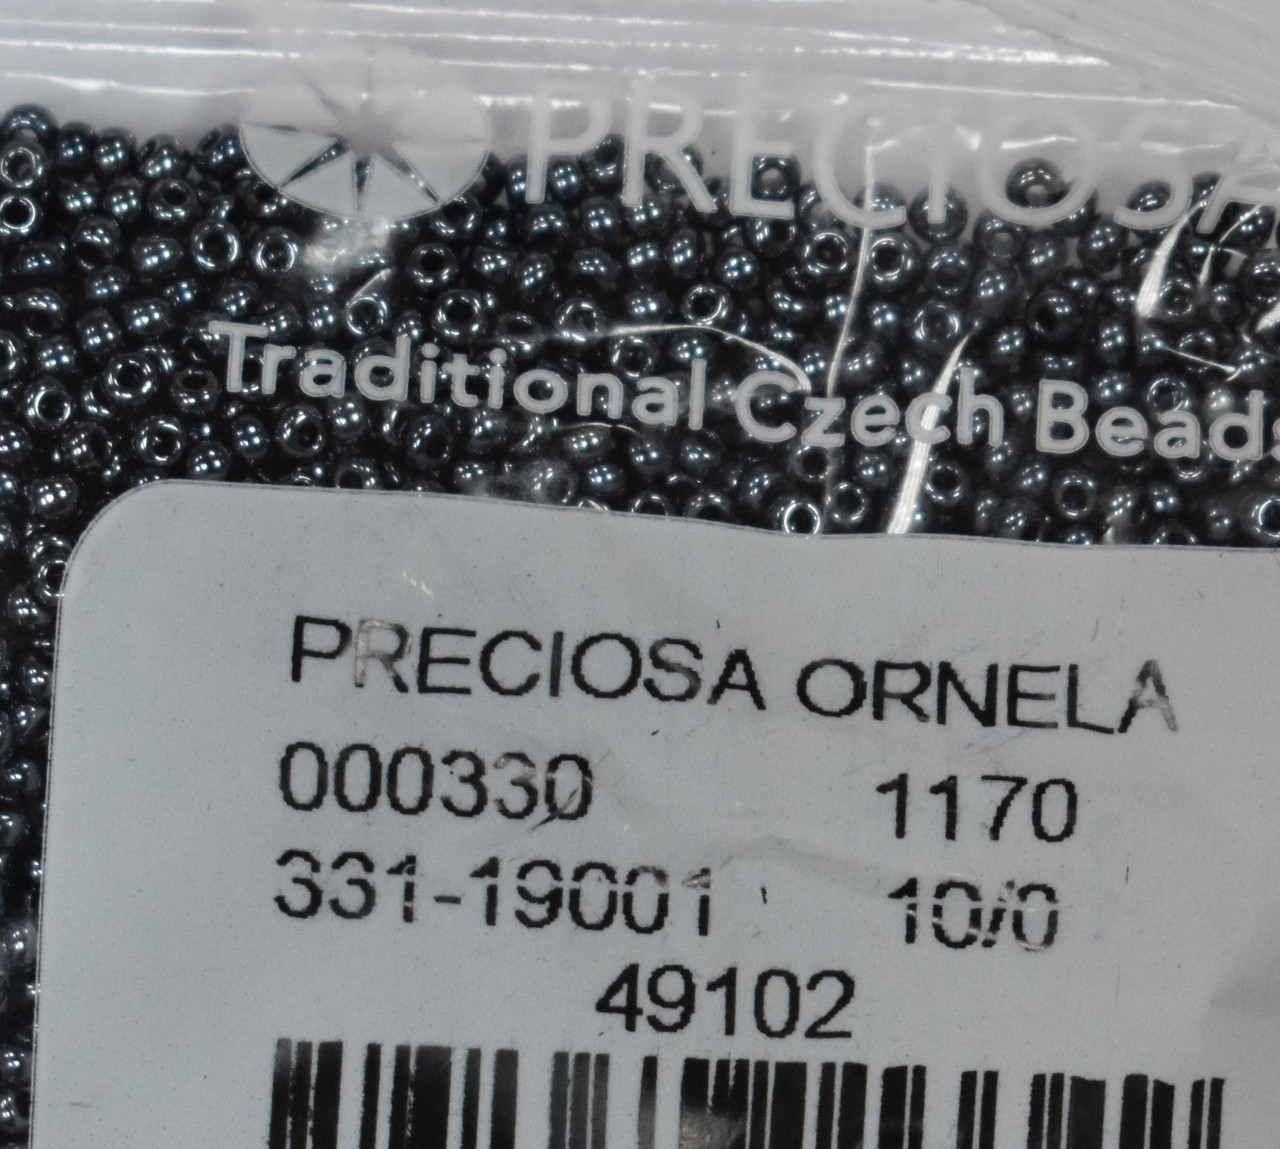 PRECIOSA
Traditional Czech Beads
PRECIOSA ORNELA
000330 1170
331-19001 10/0
49102